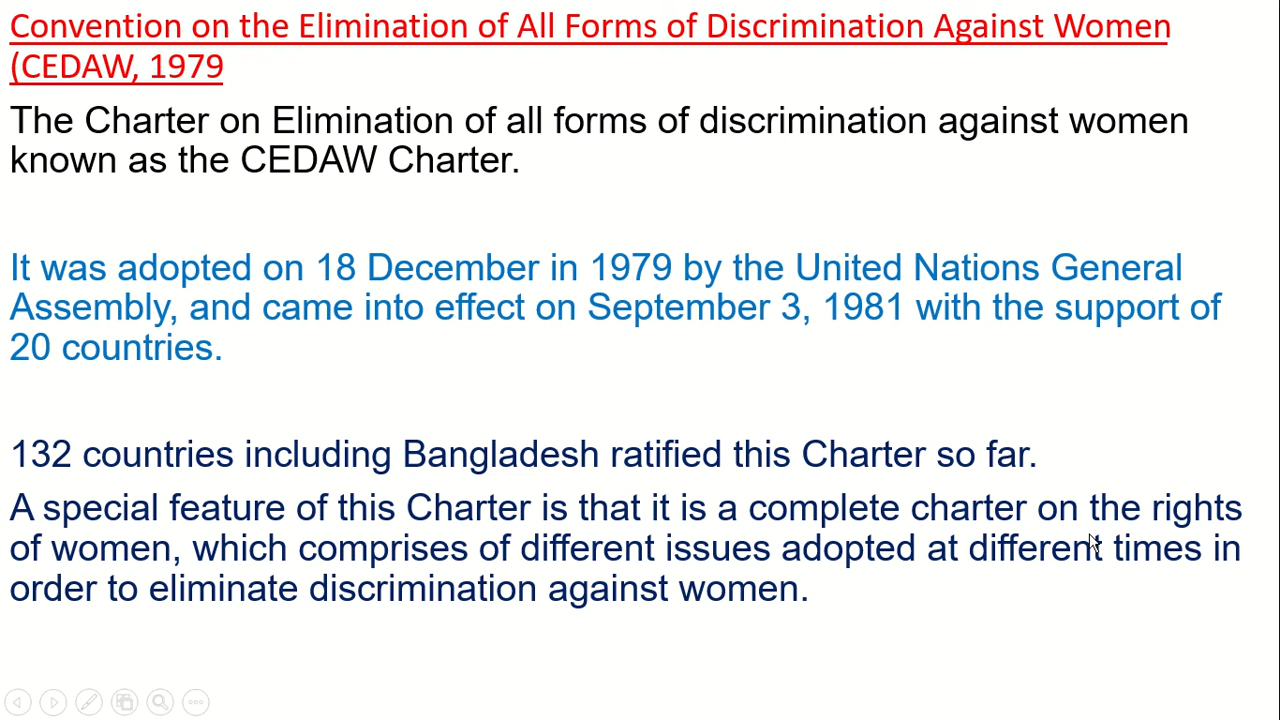 Convention on the Elimination of All Forms of Discrimination Against Women
(CEDAW, 1979
The Charter on Elimination of all forms of discrimination against women
known as the CEDAW Charter.
It was adopted on 18 December in 1979 by the United Nations General
Assembly, and came into effect on September 3, 1981 with the support of
20 countries.
132 countries including Bangladesh ratified this Charter so far.
A special feature of this Charter is that it is a complete charter on the rights
of women, which comprises of different issues adopted at different times in
order to eliminate discrimination against women.